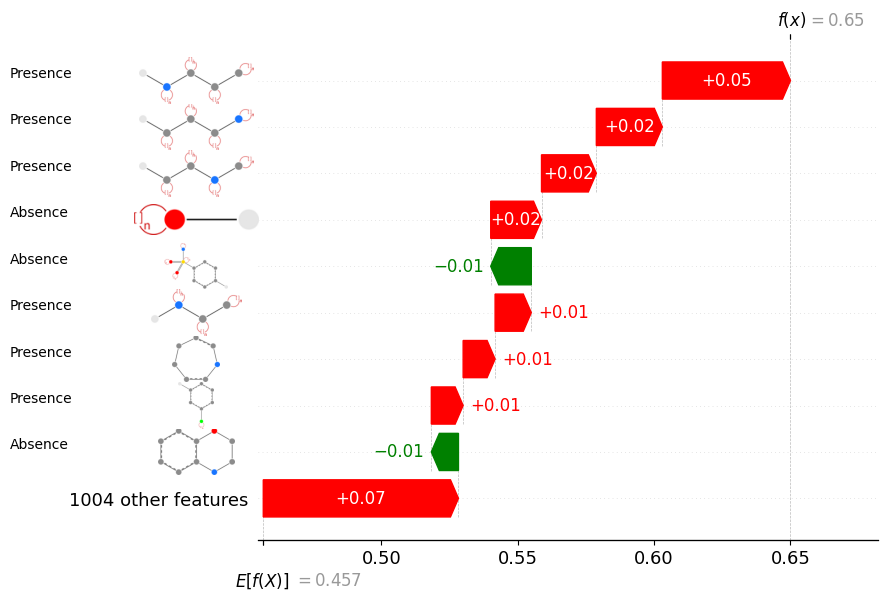 f(x) = 0.65
Presence
+0.05
Presence
+0.02
Presence
+0.02
Absence
[ ]n
+0.02
Absence
−0.01
Presence
+0.01
Presence
+0.01
Presence
+0.01
Absence
−0.01
1004 other features
+0.07
0.50 0.55 0.60 0.65
E[f(X)] = 0.457